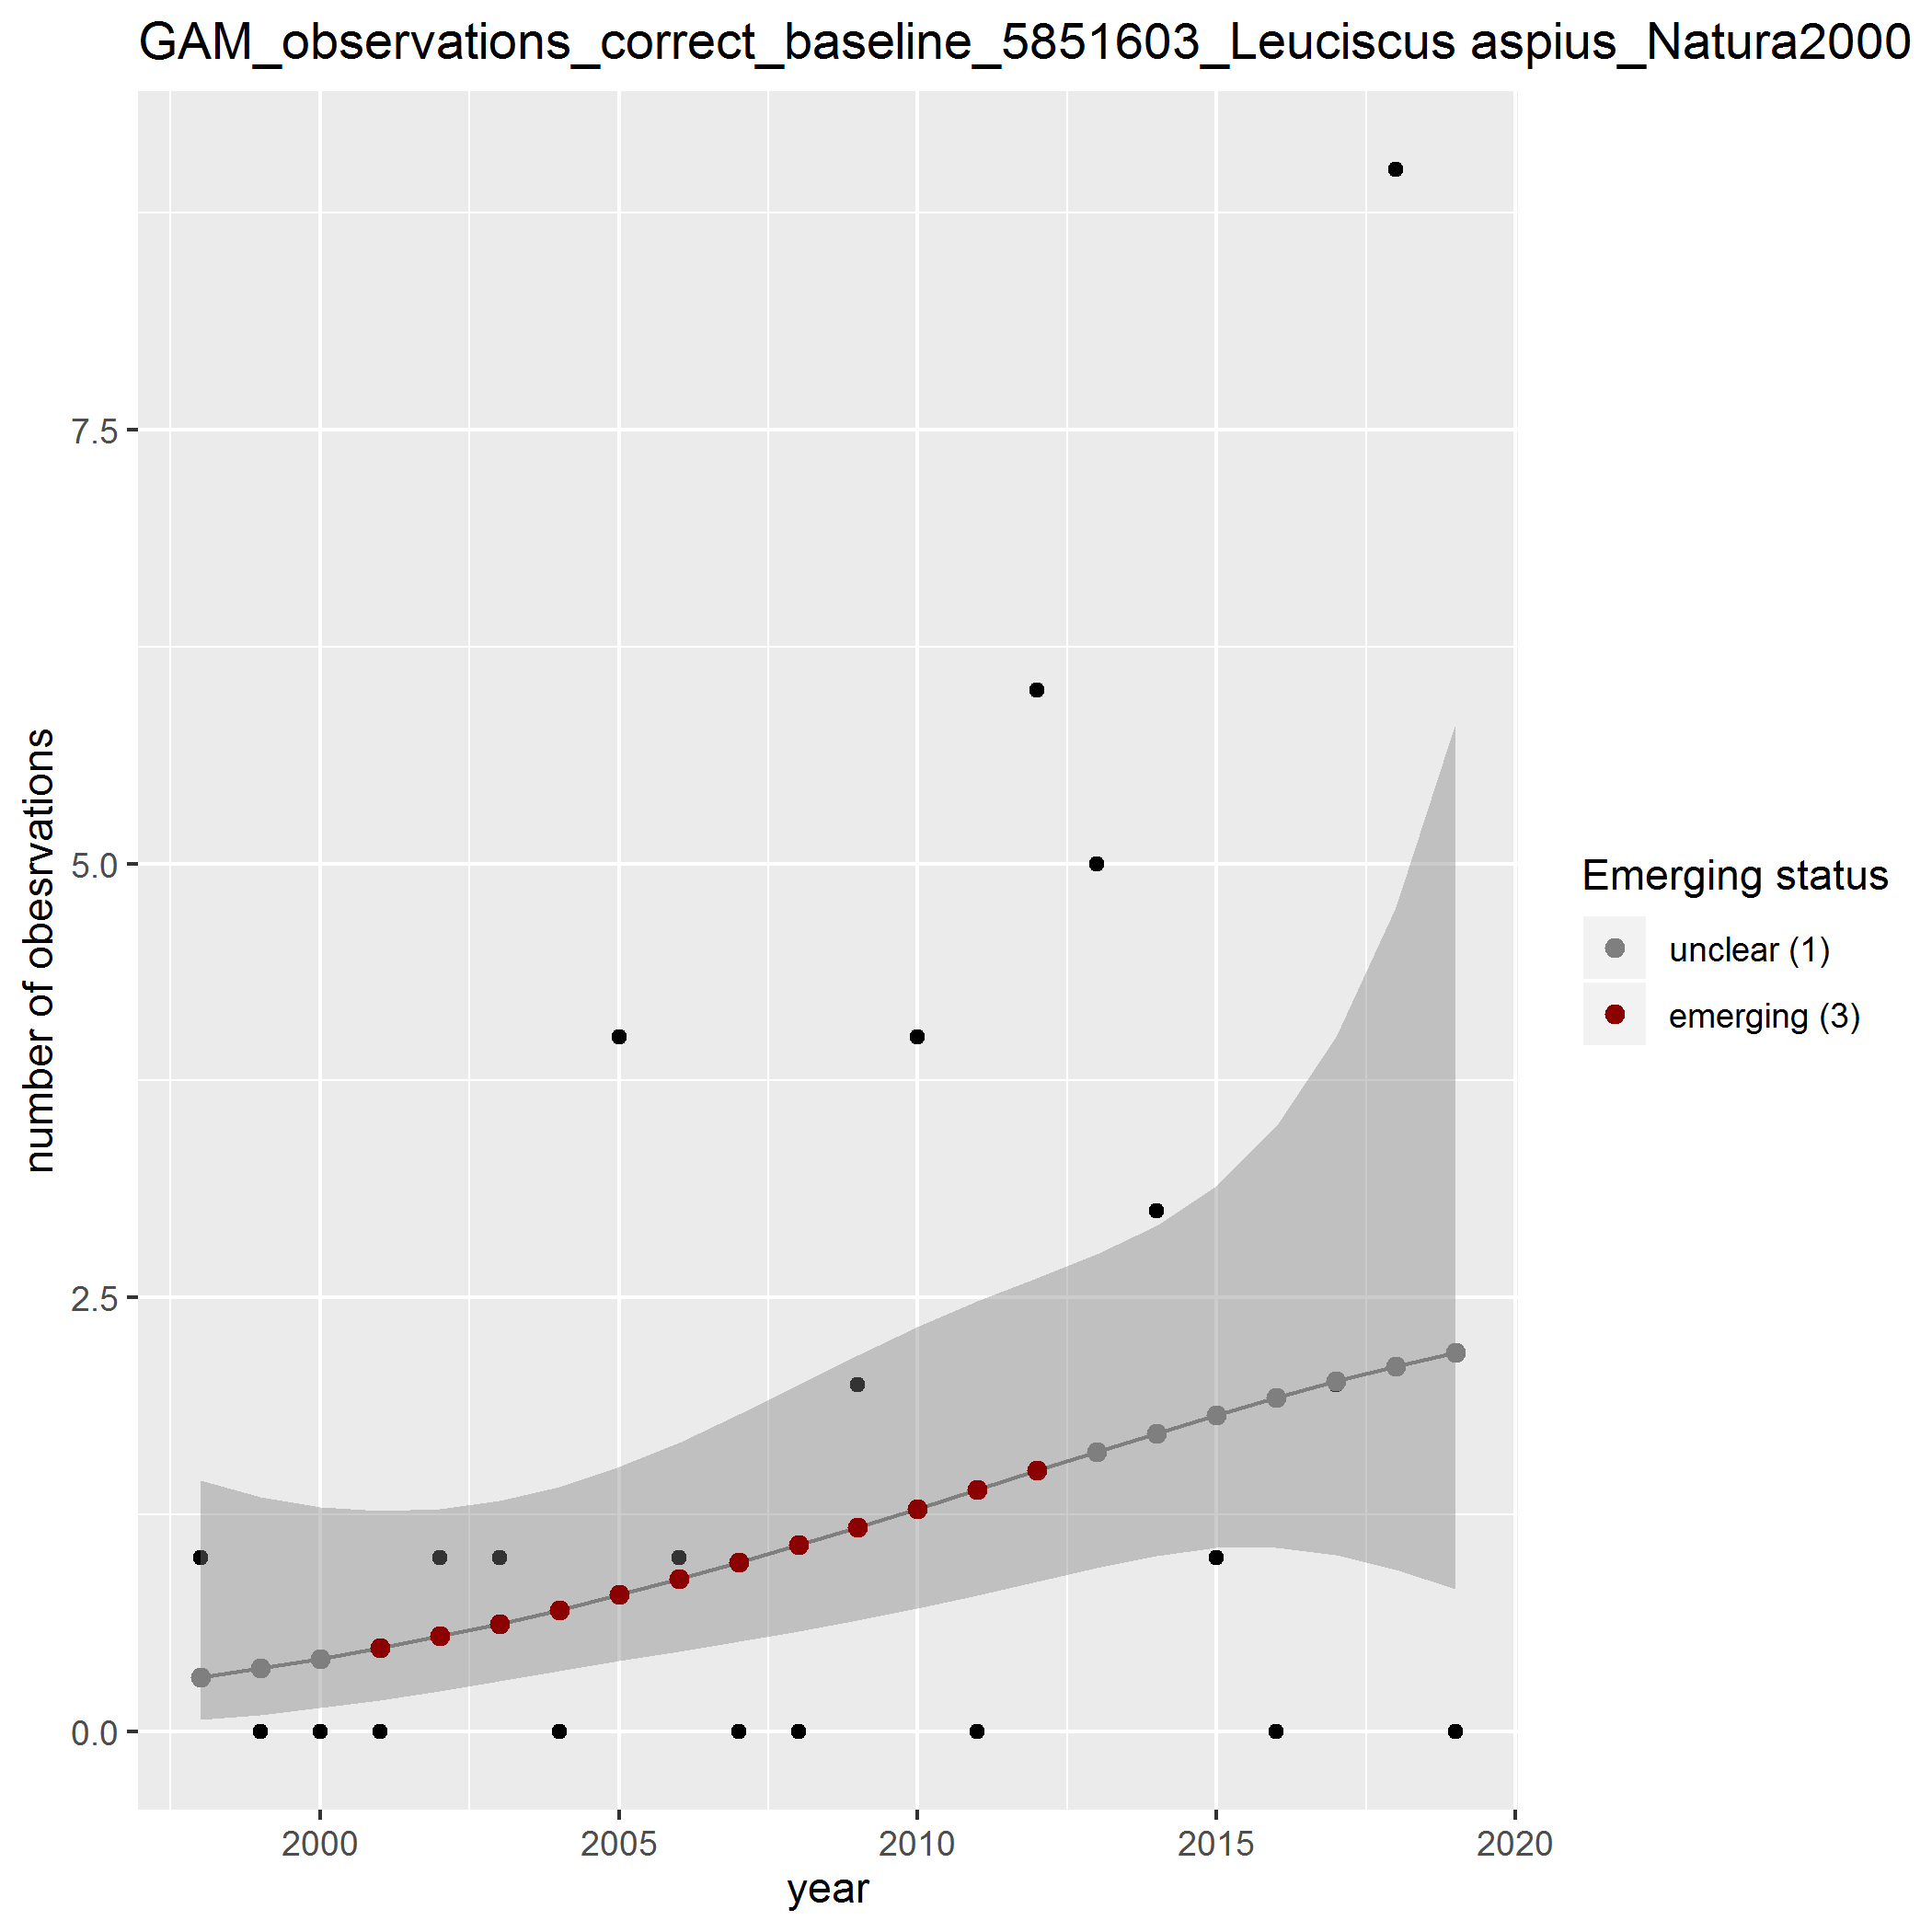 GAM_observations_correct_baseline_5851603_Leuciscus aspius_Natura2000
number of obesrvations
7.5
5.0
2.5
0.0
2000 2005 2010 2015 2020
year
Emerging status
unclear (1)
emerging (3)